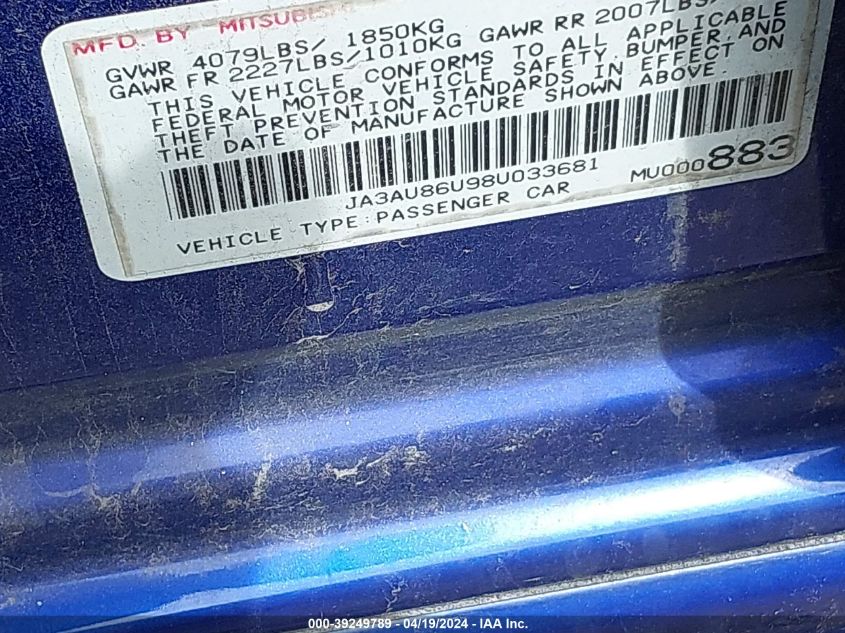 MFD. BY MITSUBISHI
GVWR 4079LBS/ 1850KG
GAWR FR 2227LBS/1010KG GAWR RR 2007LBS
THIS VEHICLE CONFORMS TO ALL APPLICABLE
FEDERAL MOTOR VEHICLE SAFETY, BUMPER, AND
THEFT PREVENTION STANDARDS IN EFFECT ON
THE DATE OF MANUFACTURE SHOWN ABOVE.
JA3AU86U98U033681 MU000883
VEHICLE TYPE:PASSENGER CAR
000-39249789 - 04/19/2024 - IAA Inc.